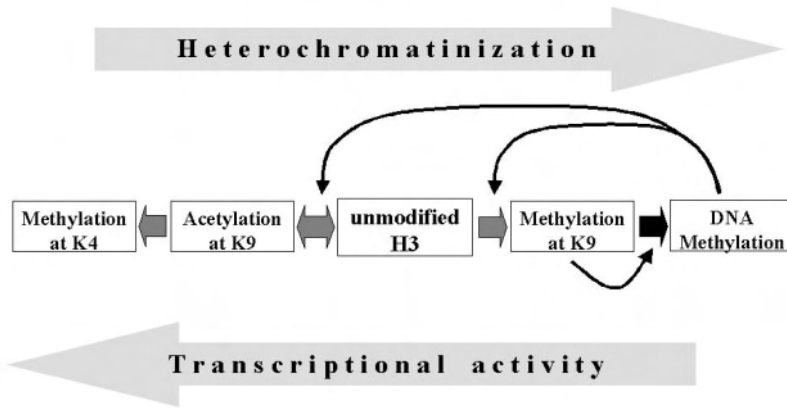 Heterochromatinization
Methylation
at K4
Acetylation
at K9
unmodified
H3
Methylation
at K9
DNA
Methylation
Transcriptional activity